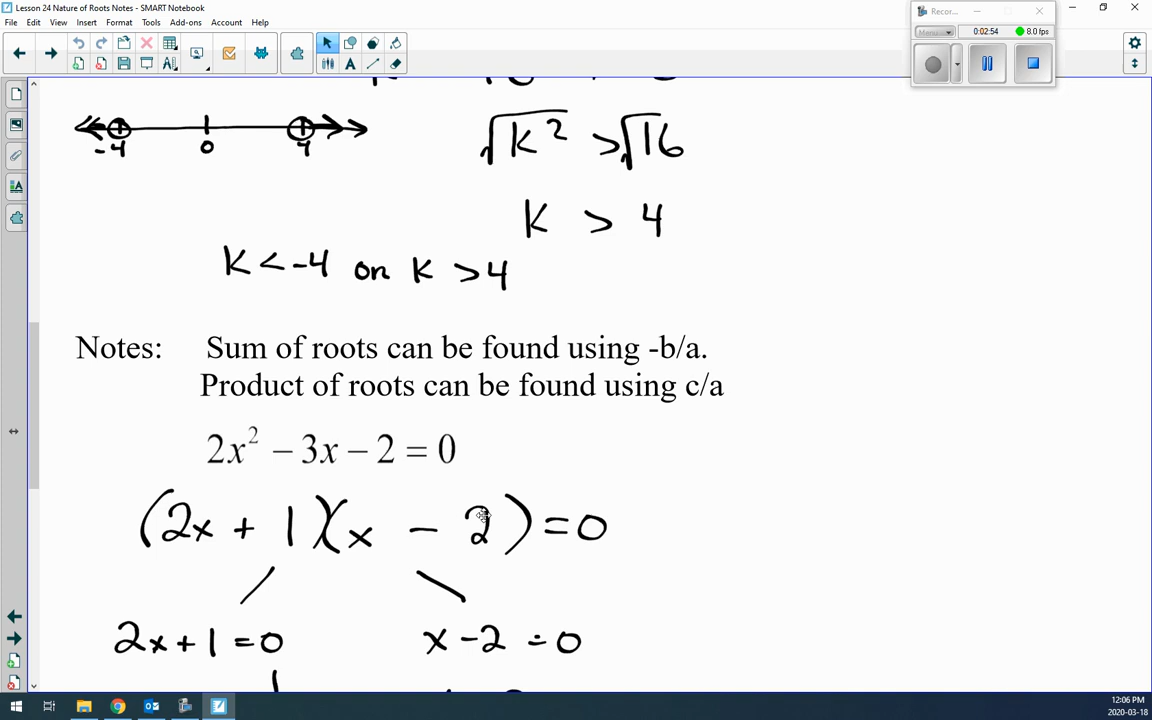 Lesson 24 Nature of Roots Notes - SMART Notebook
Recor...
File Edit View Insert Format Tools Add-ons Account Help
Menu
0:02:54
8.0 fps
-4 0 4
√k² > √16
k > 4
k < -4 or k > 4
Notes: Sum of roots can be found using -b/a.
Product of roots can be found using c/a
2x² − 3x − 2 = 0
(2x + 1)(x − 2) = 0
2x + 1 = 0 x − 2 = 0
12:06 PM
2020-03-18